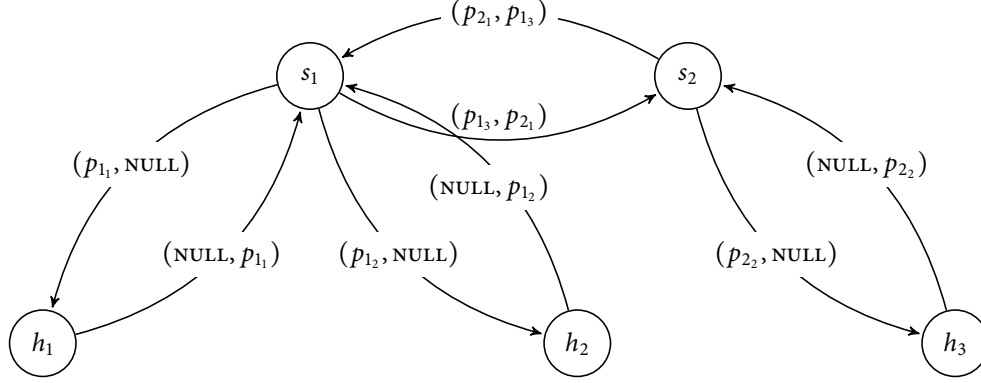 (p₂₁, p₁₃)
s₁
s₂
(p₁₃, p₂₁)
(p₁₁, NULL)
(NULL, p₁₂)
(NULL, p₂₂)
(NULL, p₁₁)
(p₁₂, NULL)
(p₂₂, NULL)
h₁
h₂
h₃